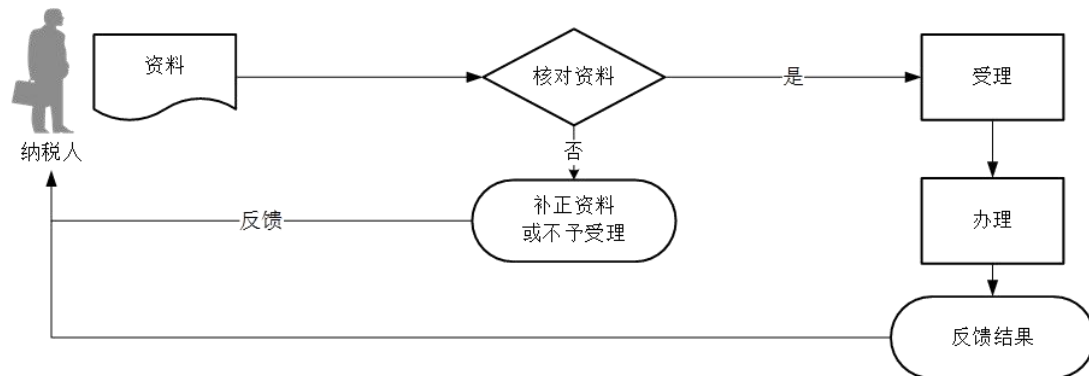 资料
核对资料
是
受理
纳税人
否
补正资料
或不予受理
反馈
办理
反馈结果